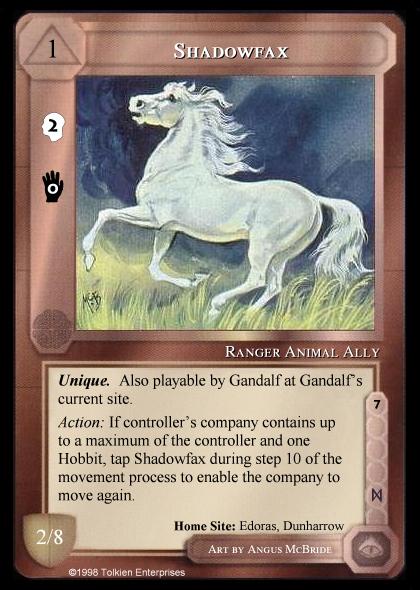 1
SHADOWFAX
2
RANGER ANIMAL ALLY
Unique. Also playable by Gandalf at Gandalf's
current site.
Action: If controller's company contains up
to a maximum of the controller and one
Hobbit, tap Shadowfax during step 10 of the
movement process to enable the company to
move again.
7
Home Site: Edoras, Dunharrow
2/8
ART BY ANGUS MCBRIDE
©1998 Tolkien Enterprises